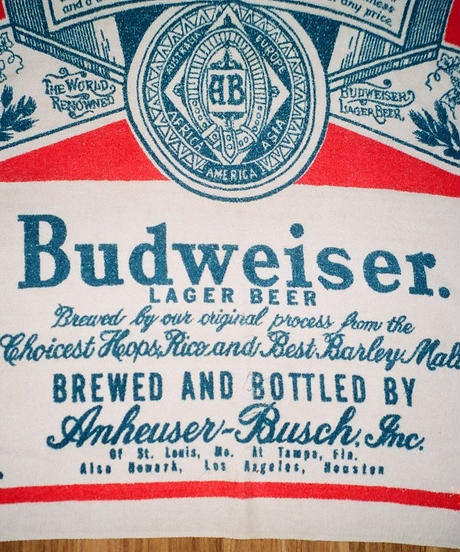 any price.
THE WORLD
RENOWNED
BUDWEISER
LAGER BEER.
AUSTRALIA
EUROPE
AB
AFRICA
ASIA
AMERICA
Budweiser.
LAGER BEER
Brewed by our original process from the
Choicest Hops, Rice and Best Barley Malt
BREWED AND BOTTLED BY
Anheuser-Busch, Inc.
Of St. Louis, Mo. At Tampa, Fla.
Also Newark, Los Angeles, Houston